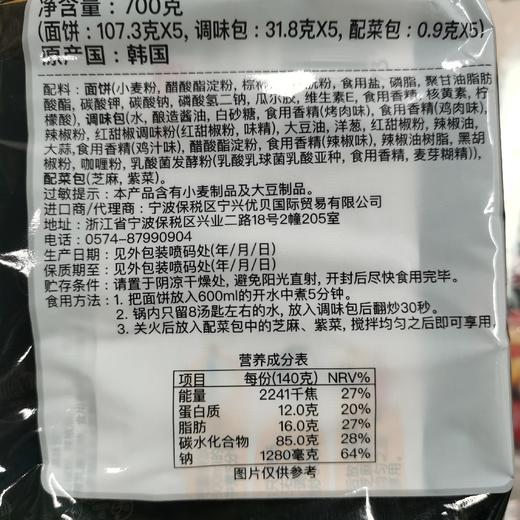 净含量：700克
(面饼：107.3克X5, 调味包：31.8克X5, 配菜包：0.9克X5)
原产国：韩国
配料：面饼(小麦粉, 醋酸酯淀粉, 棕榈 朊粉, 食用盐, 磷脂, 聚甘油脂肪
酸酯, 碳酸钾, 碳酸钠, 磷酸氢二钠, 瓜尔胶, 维生素E, 食用香精, 核黄素, 柠
檬酸), 调味包(水, 酿造酱油, 白砂糖, 食用香精(烤肉味), 食用香精(鸡肉味),
辣椒粉, 红甜椒调味粉(红甜椒粉, 味精), 大豆油, 洋葱, 红甜椒粉, 辣椒油,
大蒜, 食用香精(鸡汁味), 醋酸酯淀粉, 食用香精(辣椒味), 辣椒油树脂, 黑胡
椒粉, 咖喱粉, 乳酸菌发酵粉(乳酸乳球菌乳酸亚种, 食用香精, 麦芽糊精)),
配菜包(芝麻, 紫菜)。
过敏提示：本产品含有小麦制品及大豆制品。
进口商/代理商：宁波保税区宁兴优贝国际贸易有限公司
地址：浙江省宁波保税区兴业二路18号2幢205室
电话：0574-87990904
生产日期：见外包装喷码处(年/月/日)
保质期至：见外包装喷码处(年/月/日)
贮存条件：请置于阴凉干燥处, 避免阳光直射, 开封后尽快食用完毕。
食用方法：1. 把面饼放入600ml的开水中煮5分钟。
2. 锅内只留8汤匙左右的水, 放入调味包后翻炒30秒。
3. 关火后放入配菜包中的芝麻、紫菜, 搅拌均匀之后即可享用.
营养成分表
项目 每份(140克) NRV%
能量 2241千焦 27%
蛋白质 12.0克 20%
脂肪 16.0克 27%
碳水化合物 85.0克 28%
钠 1280毫克 64%
图片仅供参考